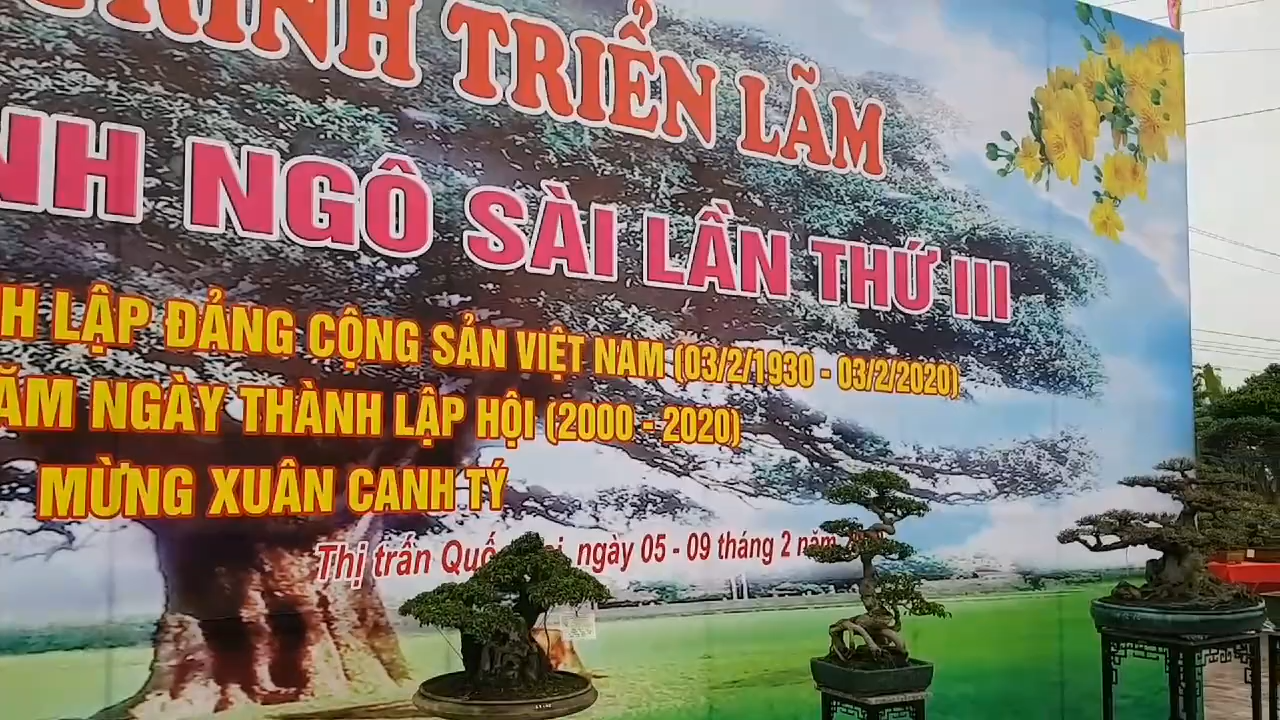 TRÌNH TRIỂN LÃM
NH NGÔ SÀI LẦN THỨ III
H LẬP ĐẢNG CỘNG SẢN VIỆT NAM (03/2/1930 - 03/2/2020)
ĂM NGÀY THÀNH LẬP HỘI (2000 - 2020)
MỪNG XUÂN CANH TÝ
Thị trấn Quố ngày 05 - 09 tháng 2 năm